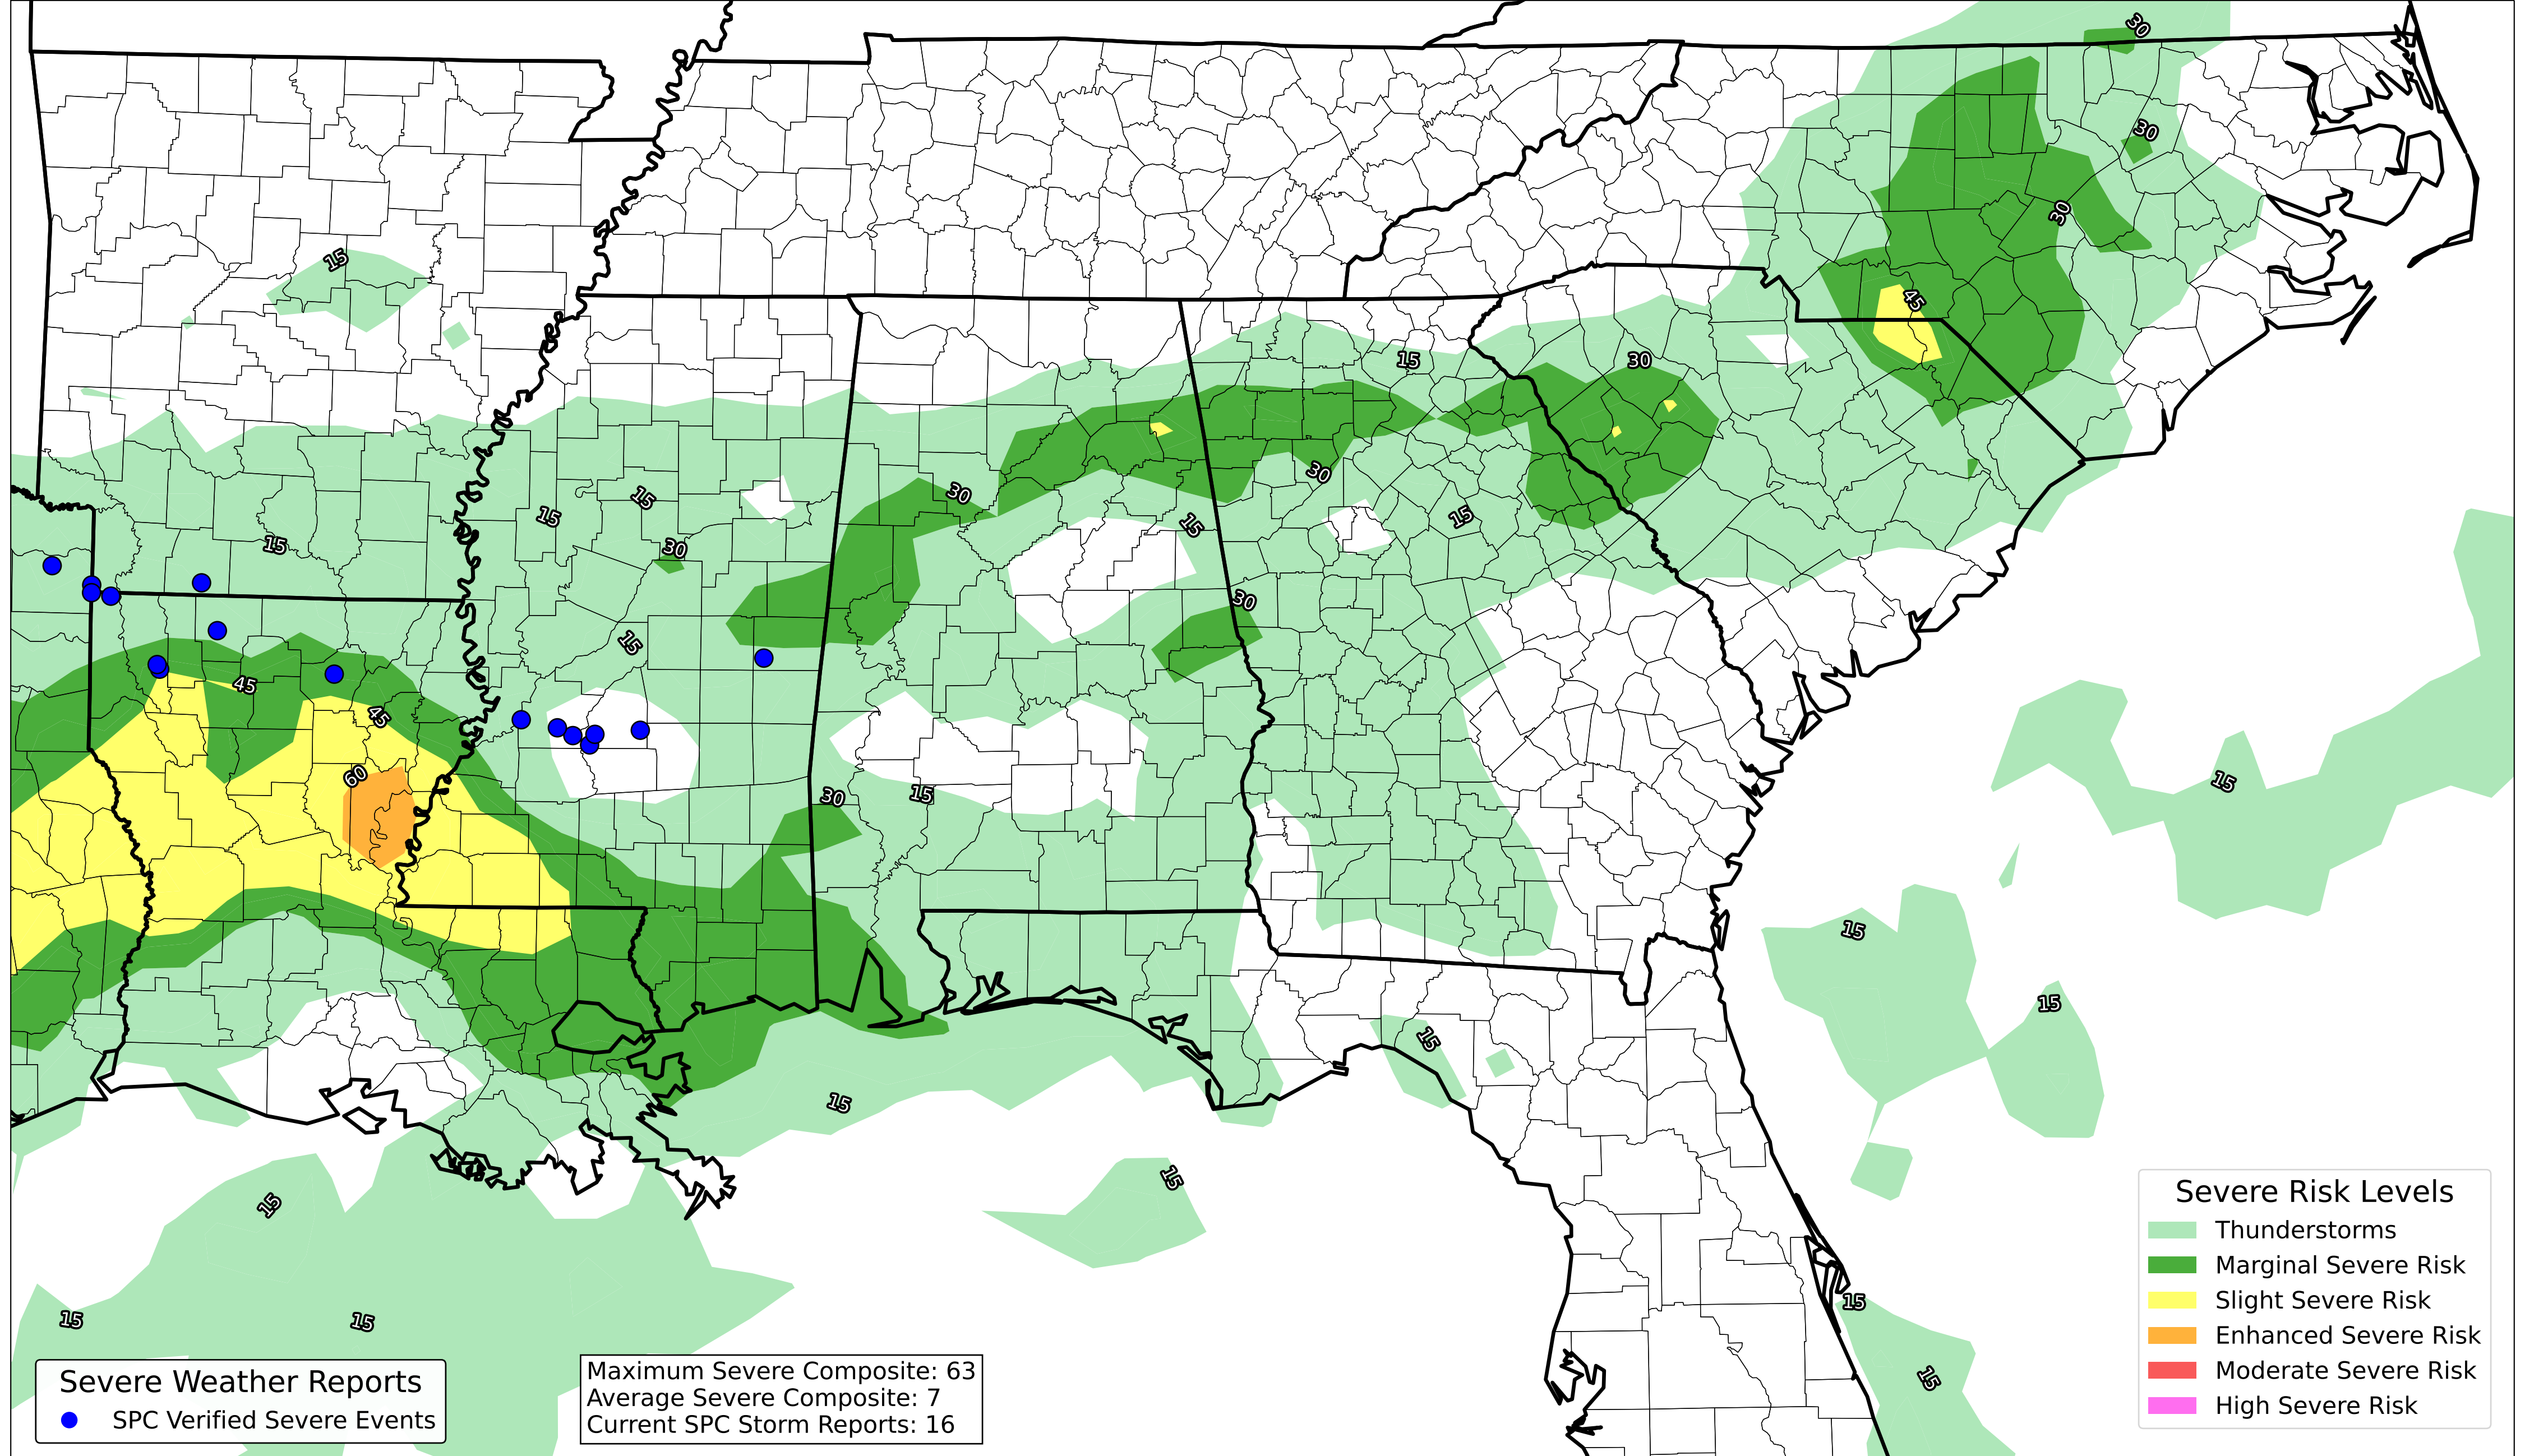 30
30
30
15
45
15
30
30
30
15
15
15
15
30
15
30
15
45
45
60
30
15
15
15
15
15
15
15
15
15
15
15
15
Severe Risk Levels
Thunderstorms
Marginal Severe Risk
Slight Severe Risk
Enhanced Severe Risk
Moderate Severe Risk
High Severe Risk
Severe Weather Reports
SPC Verified Severe Events
Maximum Severe Composite: 63
Average Severe Composite: 7
Current SPC Storm Reports: 16